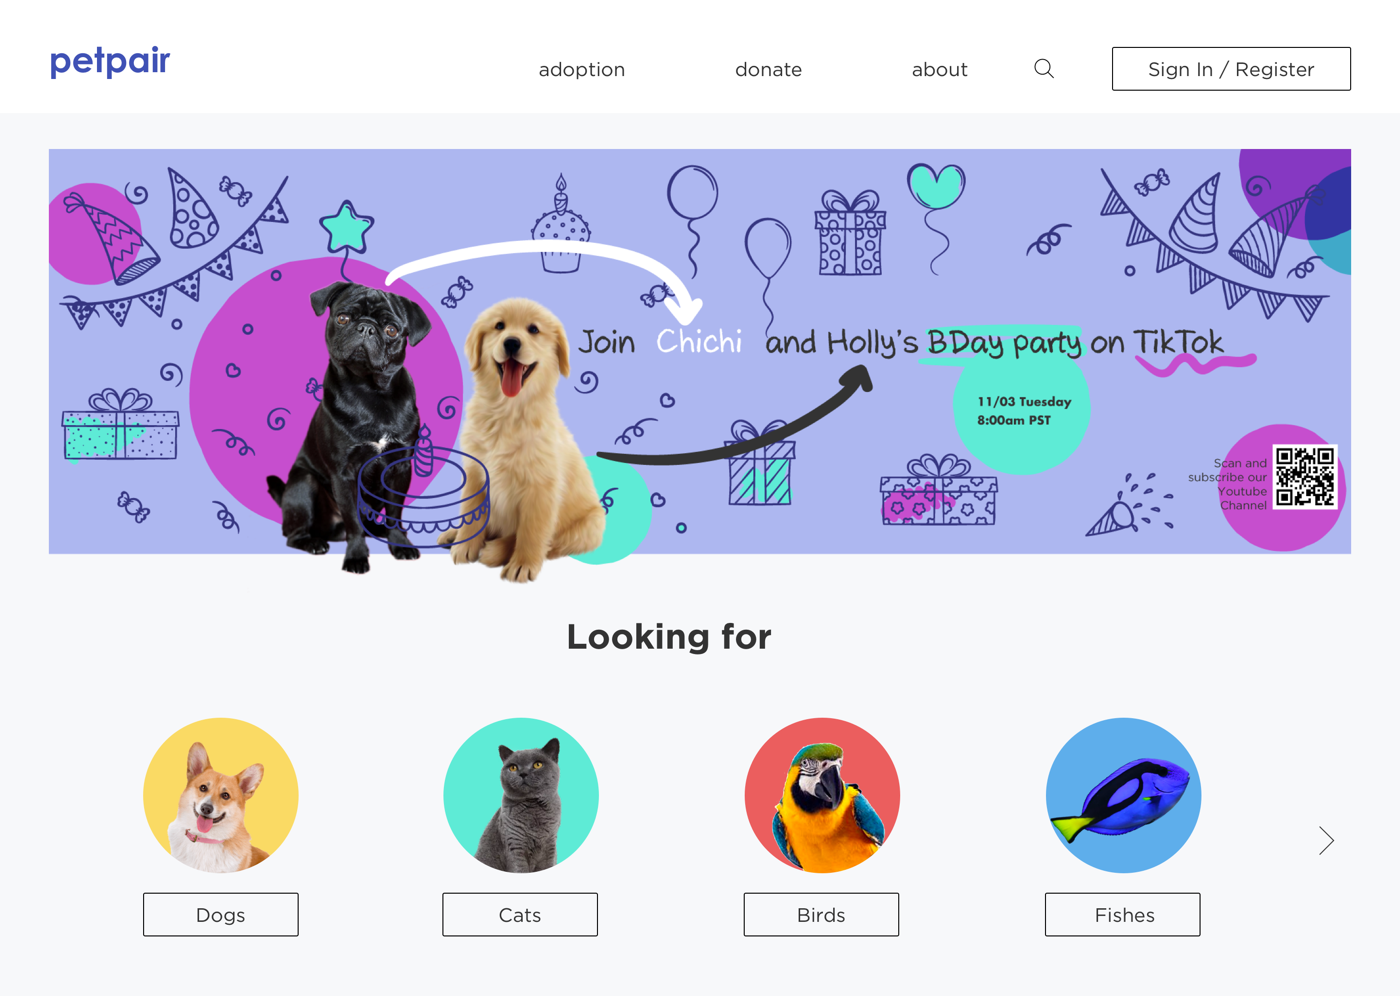 petpair
adoption
donate
about
Sign In / Register
Join Chichi and Holly's BDay party on TikTok
11/03 Tuesday
8:00am PST
Scan and
subscribe our
Youtube
Channel
Looking for
Dogs
Cats
Birds
Fishes